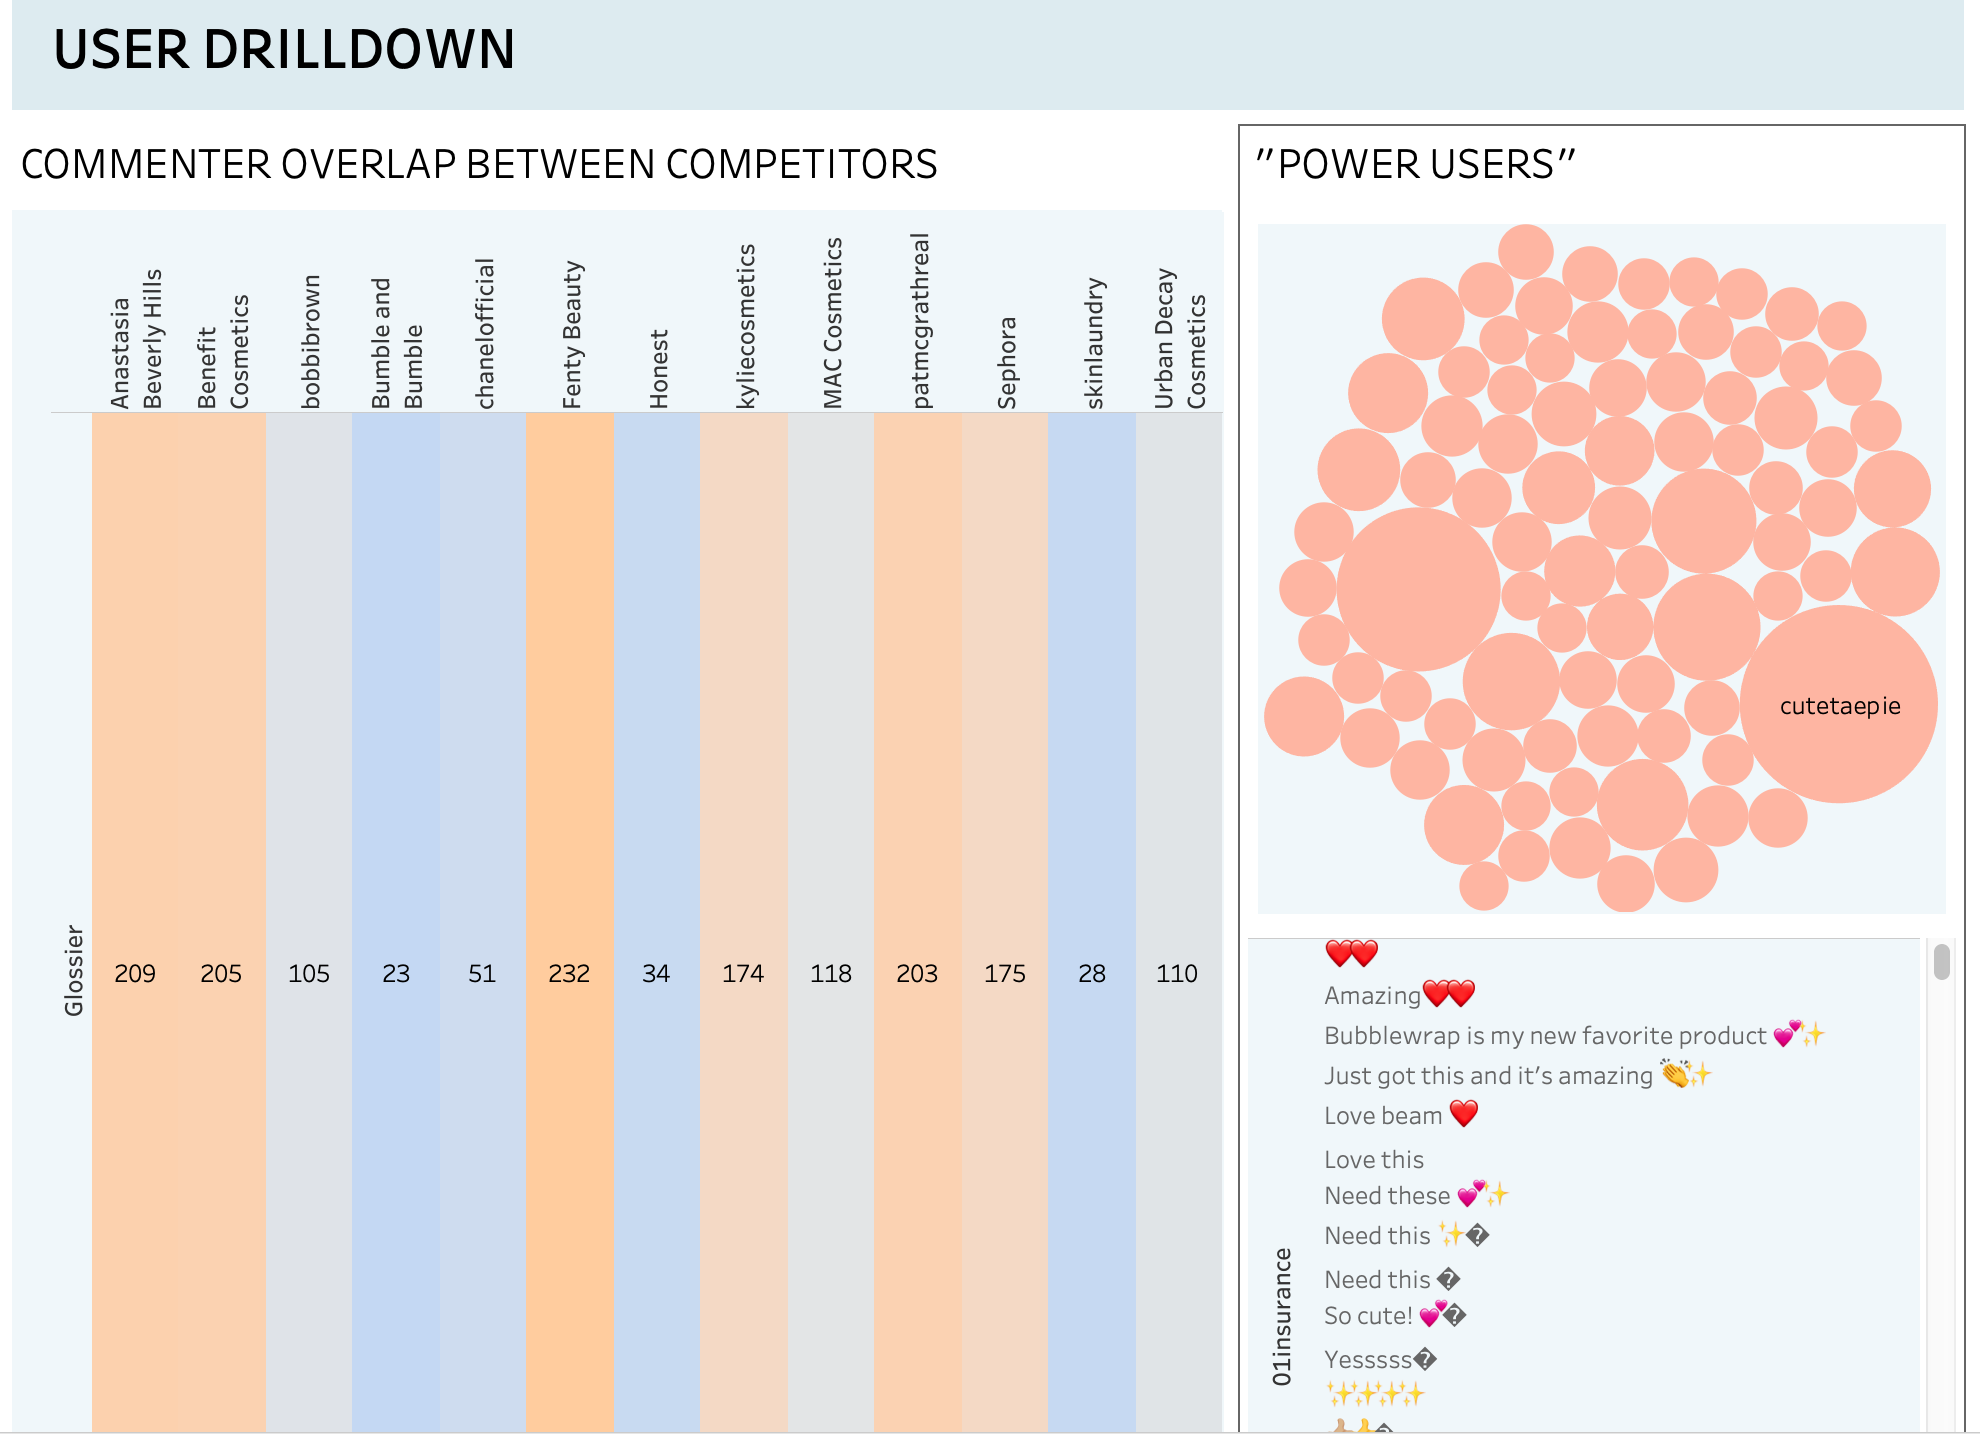 USER DRILLDOWN
COMMENTER OVERLAP BETWEEN COMPETITORS
Anastasia
Beverly Hills
Benefit
Cosmetics
bobbibrown
Bumble and
Bumble
chanelofficial
Fenty Beauty
Honest
kyliecosmetics
MAC Cosmetics
patmcgrathreal
Sephora
skinlaundry
Urban Decay
Cosmetics
Glossier
209 205 105 23 51 232 34 174 118 203 175 28 110
"POWER USERS"
cutetaepie
01insurance
❤️❤️
Amazing❤️❤️
Bubblewrap is my new favorite product 💕✨
Just got this and it's amazing 👏✨
Love beam ❤️
Love this
Need these 💕✨
Need this ✨�
Need this �
So cute! 💕�
Yesssss�
✨✨✨✨